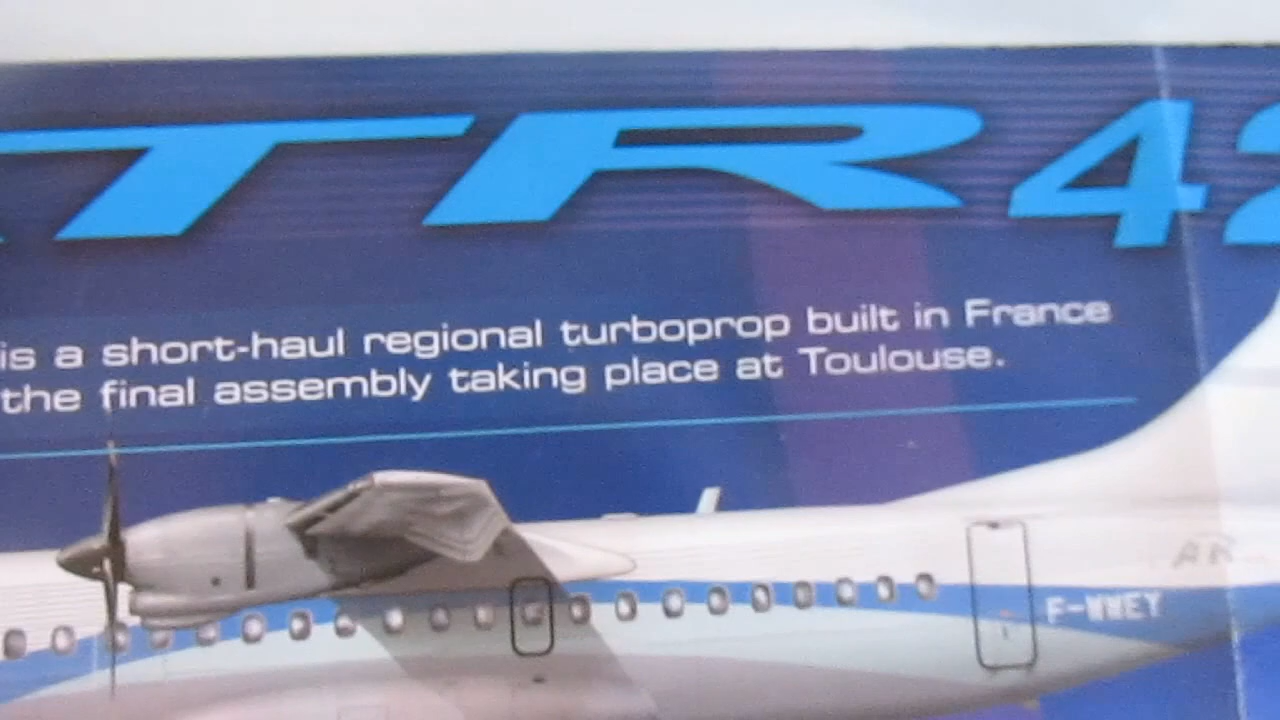 TR 42
is a short-haul regional turboprop built in France
the final assembly taking place at Toulouse.
F-WWEY